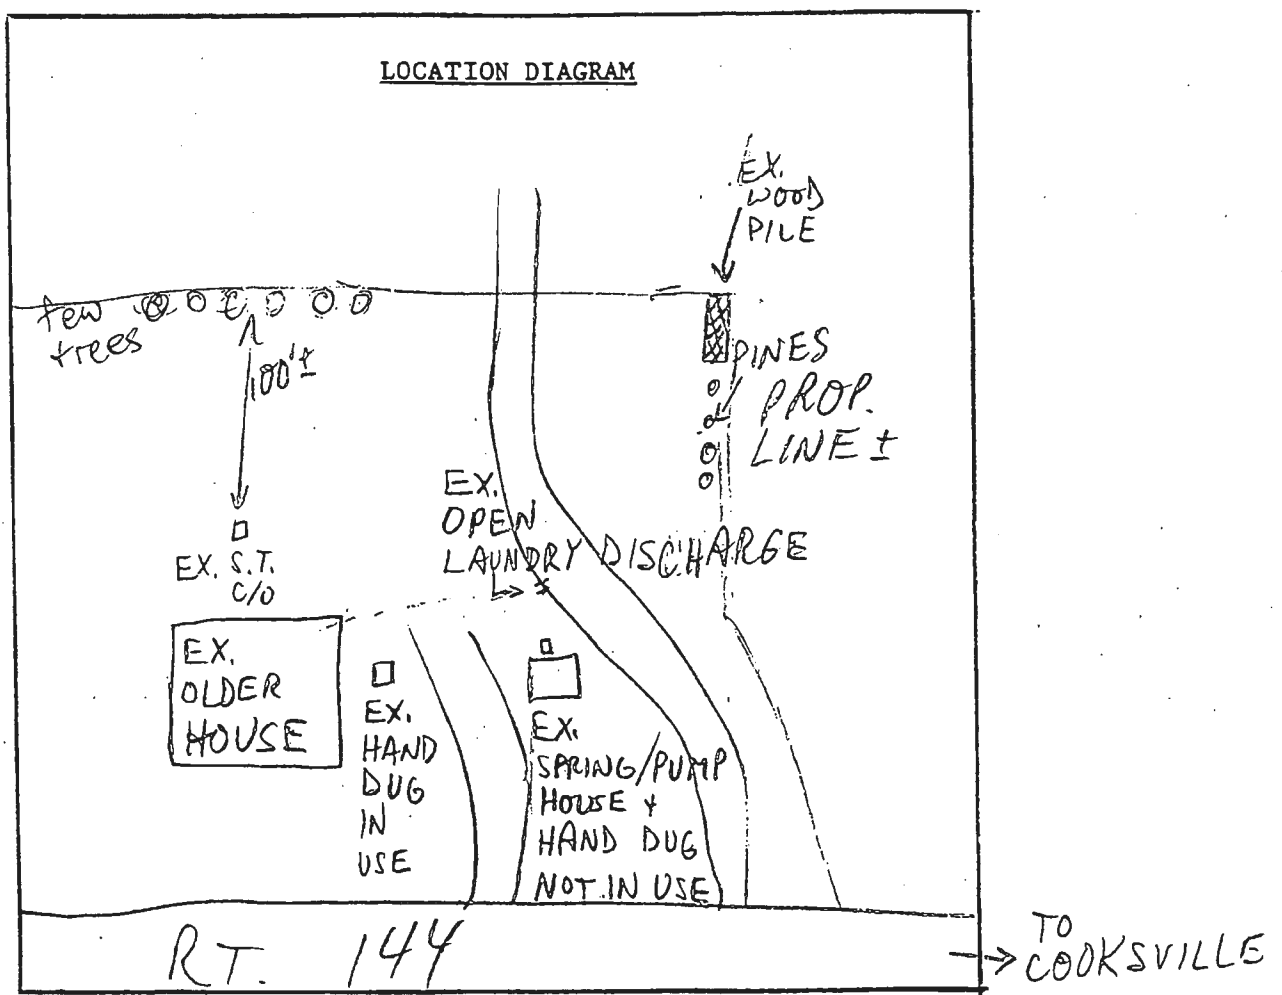 LOCATION DIAGRAM
EX.
WOOD
PILE
few
trees
100'±
PINES
PROP.
LINE ±
EX.
OPEN
LAUNDRY DISCHARGE
EX. S.T.
C/O
EX.
OLDER
HOUSE
EX.
HAND
DUG
IN
USE
EX.
SPRING/PUMP
HOUSE +
HAND DUG
NOT IN USE
RT. 144
TO
COOKSVILLE